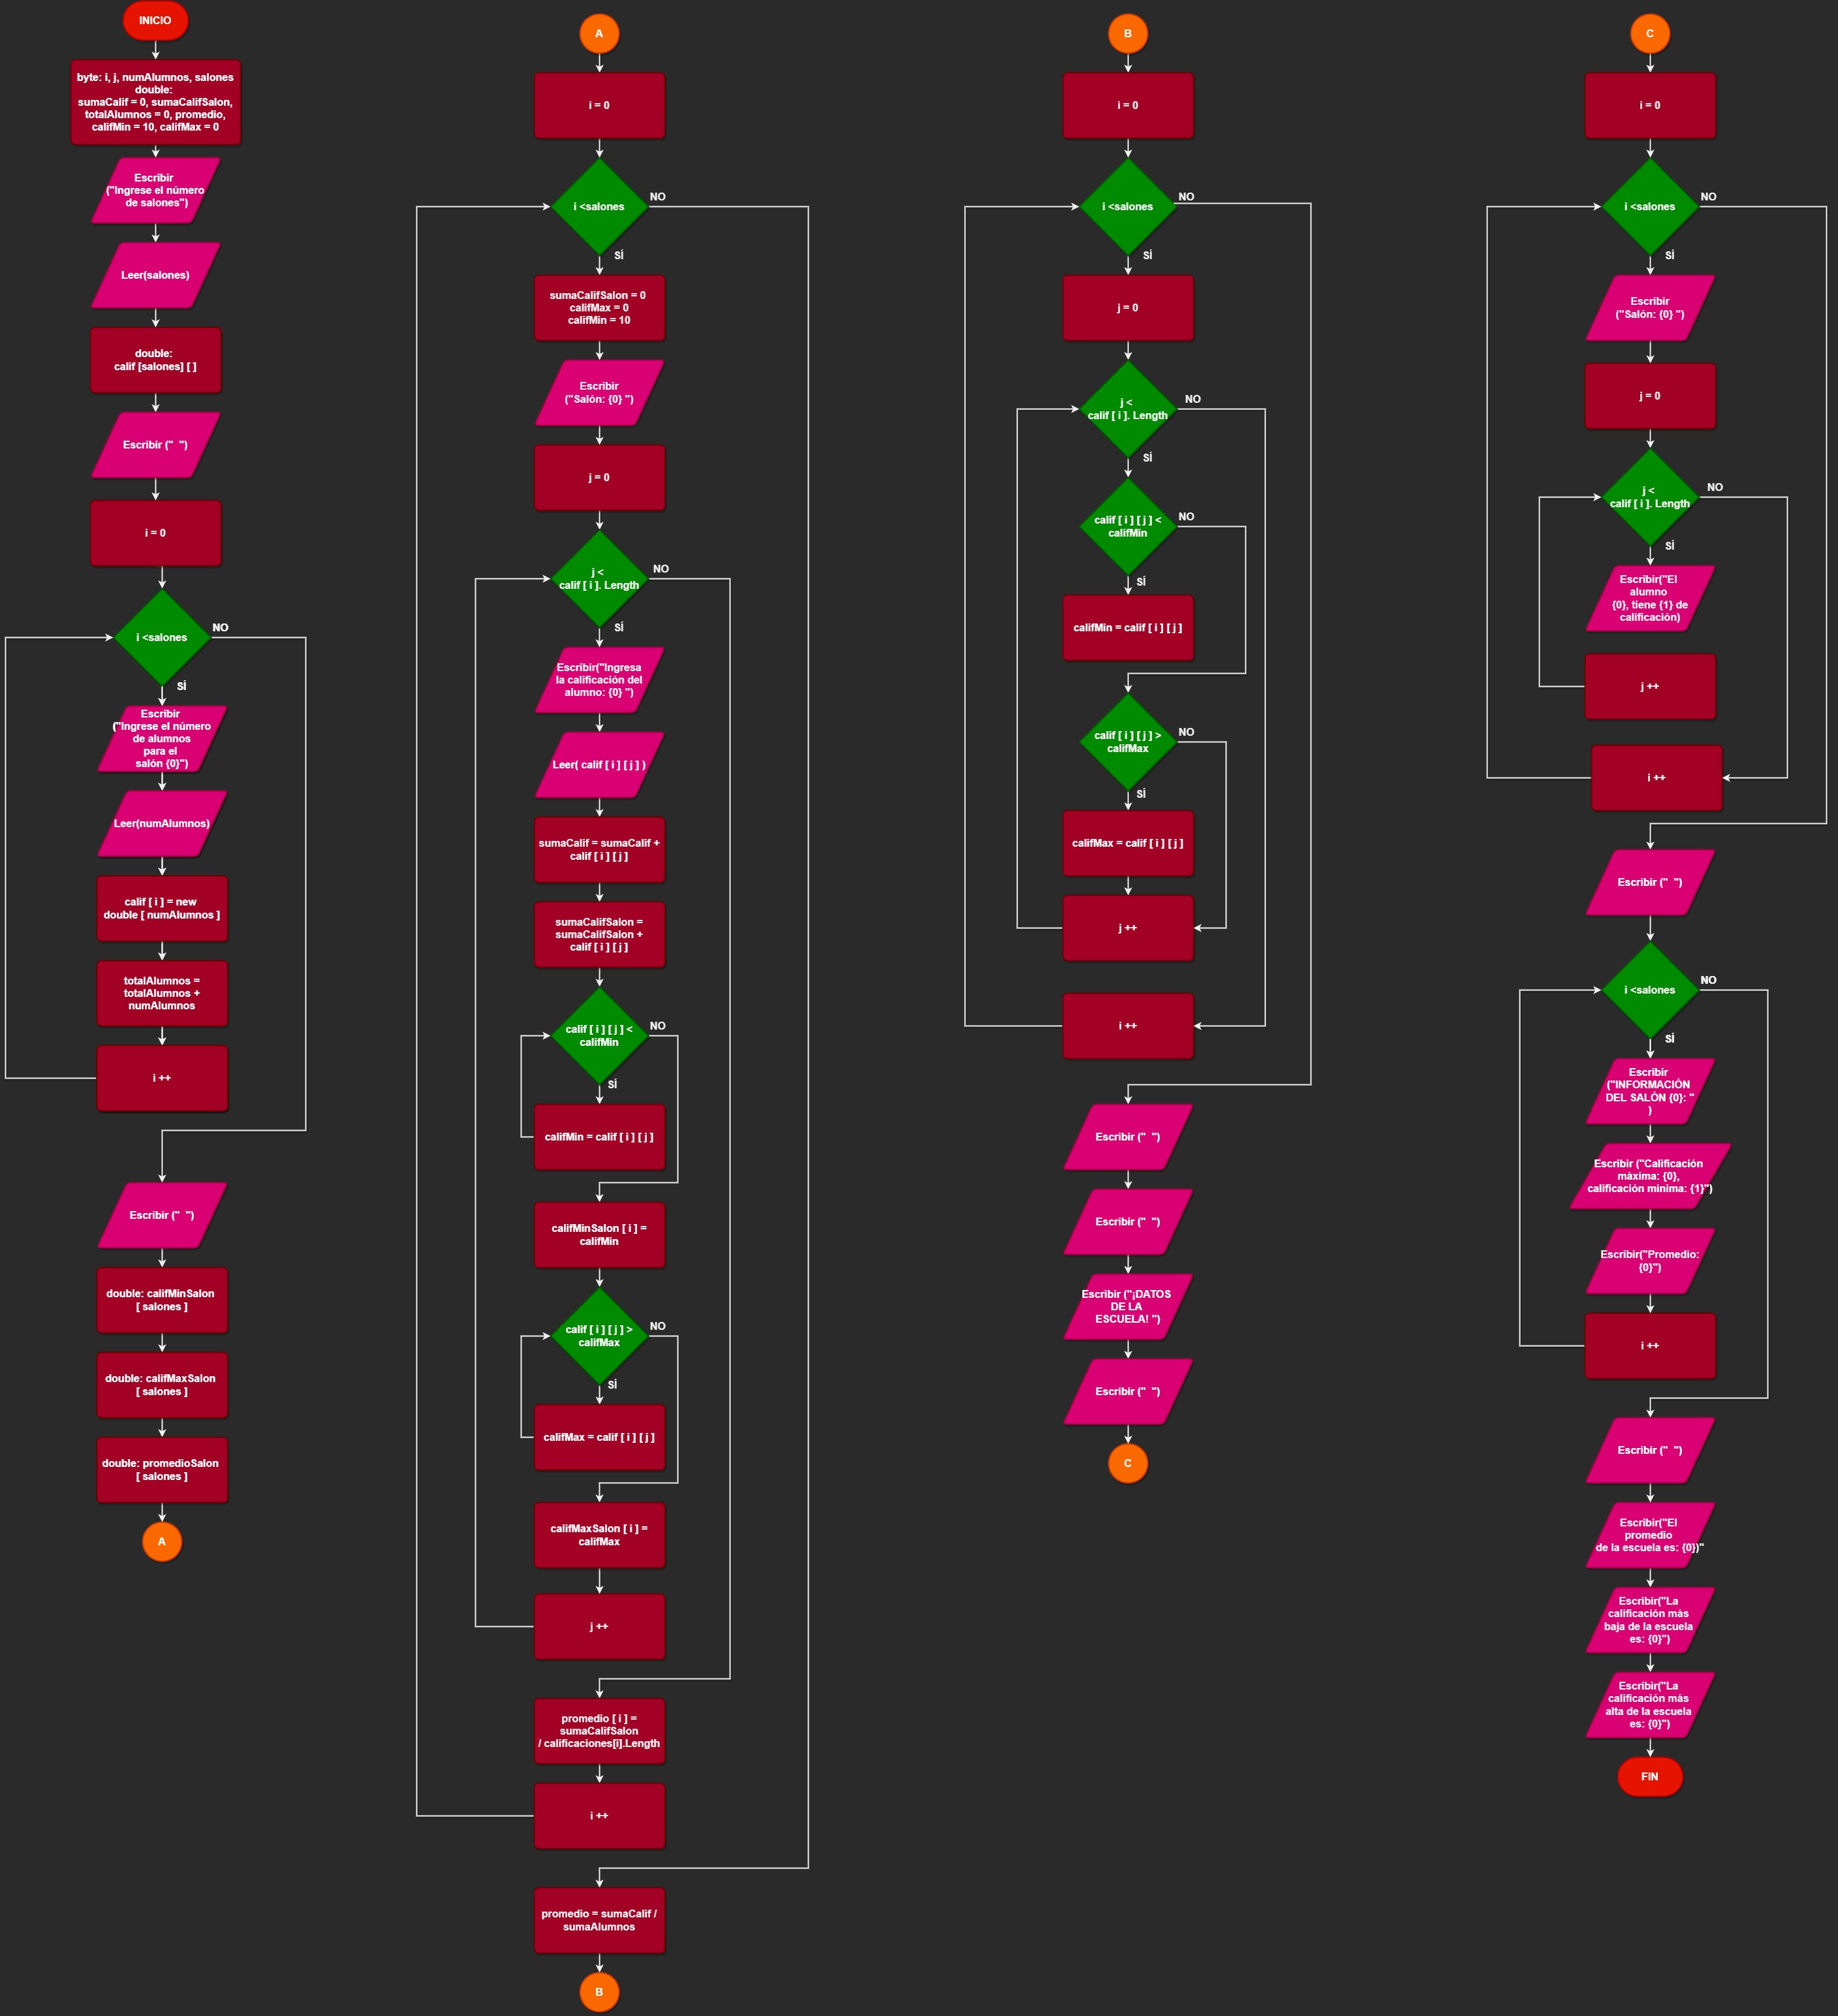 INICIO
byte: i, j, numAlumnos, salones
double:
sumaCalif = 0, sumaCalifSalon,
totalAlumnos = 0, promedio,
califMin = 10, califMax = 0
Escribir
("Ingrese el número
de salones")
Leer(salones)
double:
calif [salones] [ ]
Escribir ("  ")
i = 0
i <salones
NO
SÍ
Escribir
("Ingrese el número
de alumnos
para el
salón {0}")
Leer(numAlumnos)
calif [ i ] = new
double [ numAlumnos ]
totalAlumnos =
totalAlumnos +
numAlumnos
i ++
Escribir ("  ")
double: califMinSalon
[ salones ]
double: califMaxSalon
[ salones ]
double: promedioSalon
[ salones ]
A
A
i = 0
i <salones
NO
SÍ
sumaCalifSalon = 0
califMax = 0
califMin = 10
Escribir
("Salón: {0} ")
j = 0
j <
calif [ i ]. Length
NO
SÍ
Escribir("Ingresa
la calificación del
alumno: {0} ")
Leer( calif [ i ] [ j ] )
sumaCalif = sumaCalif +
calif [ i ] [ j ]
sumaCalifSalon =
sumaCalifSalon +
calif [ i ] [ j ]
calif [ i ] [ j ] <
califMin
NO
SÍ
califMin = calif [ i ] [ j ]
califMinSalon [ i ] =
califMin
calif [ i ] [ j ] >
califMax
NO
SÍ
califMax = calif [ i ] [ j ]
califMaxSalon [ i ] =
califMax
j ++
promedio [ i ] =
sumaCalifSalon
/ calificaciones[i].Length
i ++
promedio = sumaCalif /
sumaAlumnos
B
B
i = 0
i <salones
NO
SÍ
j = 0
j <
calif [ i ]. Length
NO
SÍ
calif [ i ] [ j ] <
califMin
NO
SÍ
califMin = calif [ i ] [ j ]
calif [ i ] [ j ] >
califMax
NO
SÍ
califMax = calif [ i ] [ j ]
j ++
i ++
Escribir ("  ")
Escribir ("  ")
Escribir ("¡DATOS
DE LA
ESCUELA! ")
Escribir ("  ")
C
C
i = 0
i <salones
NO
SÍ
Escribir
("Salón: {0} ")
j = 0
j <
calif [ i ]. Length
NO
SÍ
Escribir("El
alumno
{0}, tiene {1} de
calificación)
j ++
i ++
Escribir ("  ")
i <salones
NO
SÍ
Escribir
("INFORMACIÓN
DEL SALÓN {0}: "
)
Escribir ("Calificación
máxima: {0},
calificación mínima: {1}")
Escribir("Promedio:
{0}")
i ++
Escribir ("  ")
Escribir("El
promedio
de la escuela es: {0})"
Escribir("La
calificación más
baja de la escuela
es: {0}")
Escribir("La
calificación más
alta de la escuela
es: {0}")
FIN